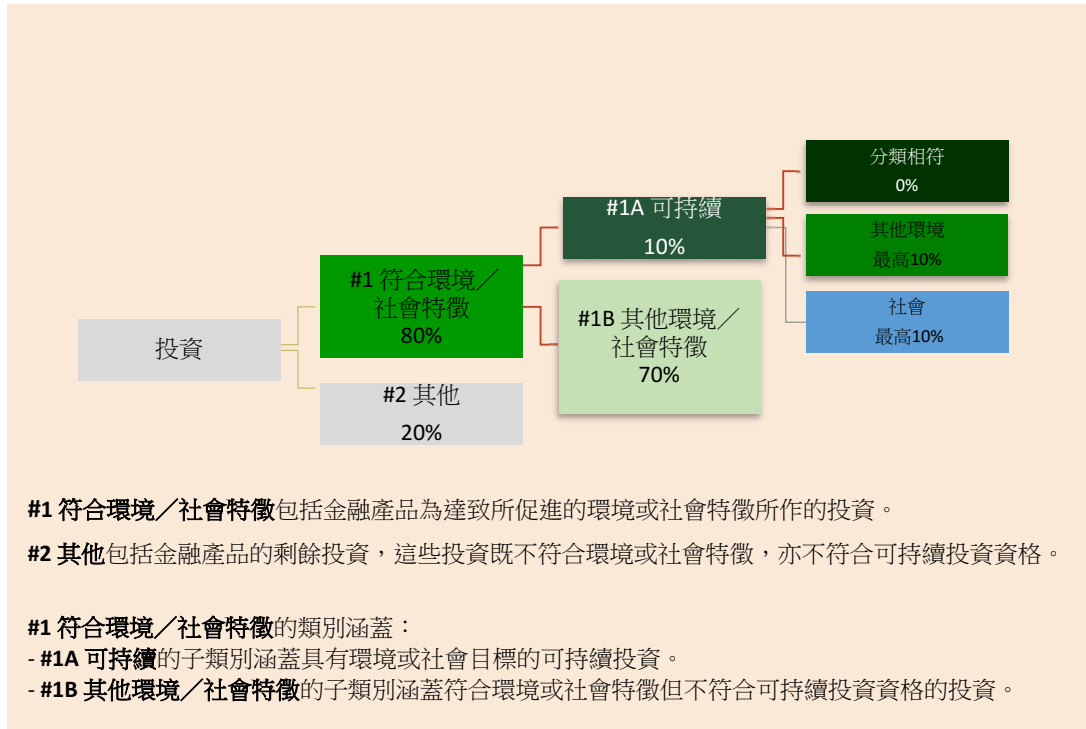 分類相符
0%
#1A 可持續
10%
其他環境
最高10%
#1 符合環境／
社會特徵
80%
#1B 其他環境／
社會特徵
70%
社會
最高10%
投資
#2 其他
20%
#1 符合環境／社會特徵包括金融產品為達致所促進的環境或社會特徵所作的投資。
#2 其他包括金融產品的剩餘投資，這些投資既不符合環境或社會特徵，亦不符合可持續投資資格。
#1 符合環境／社會特徵的類別涵蓋：
- #1A 可持續的子類別涵蓋具有環境或社會目標的可持續投資。
- #1B 其他環境／社會特徵的子類別涵蓋符合環境或社會特徵但不符合可持續投資資格的投資。